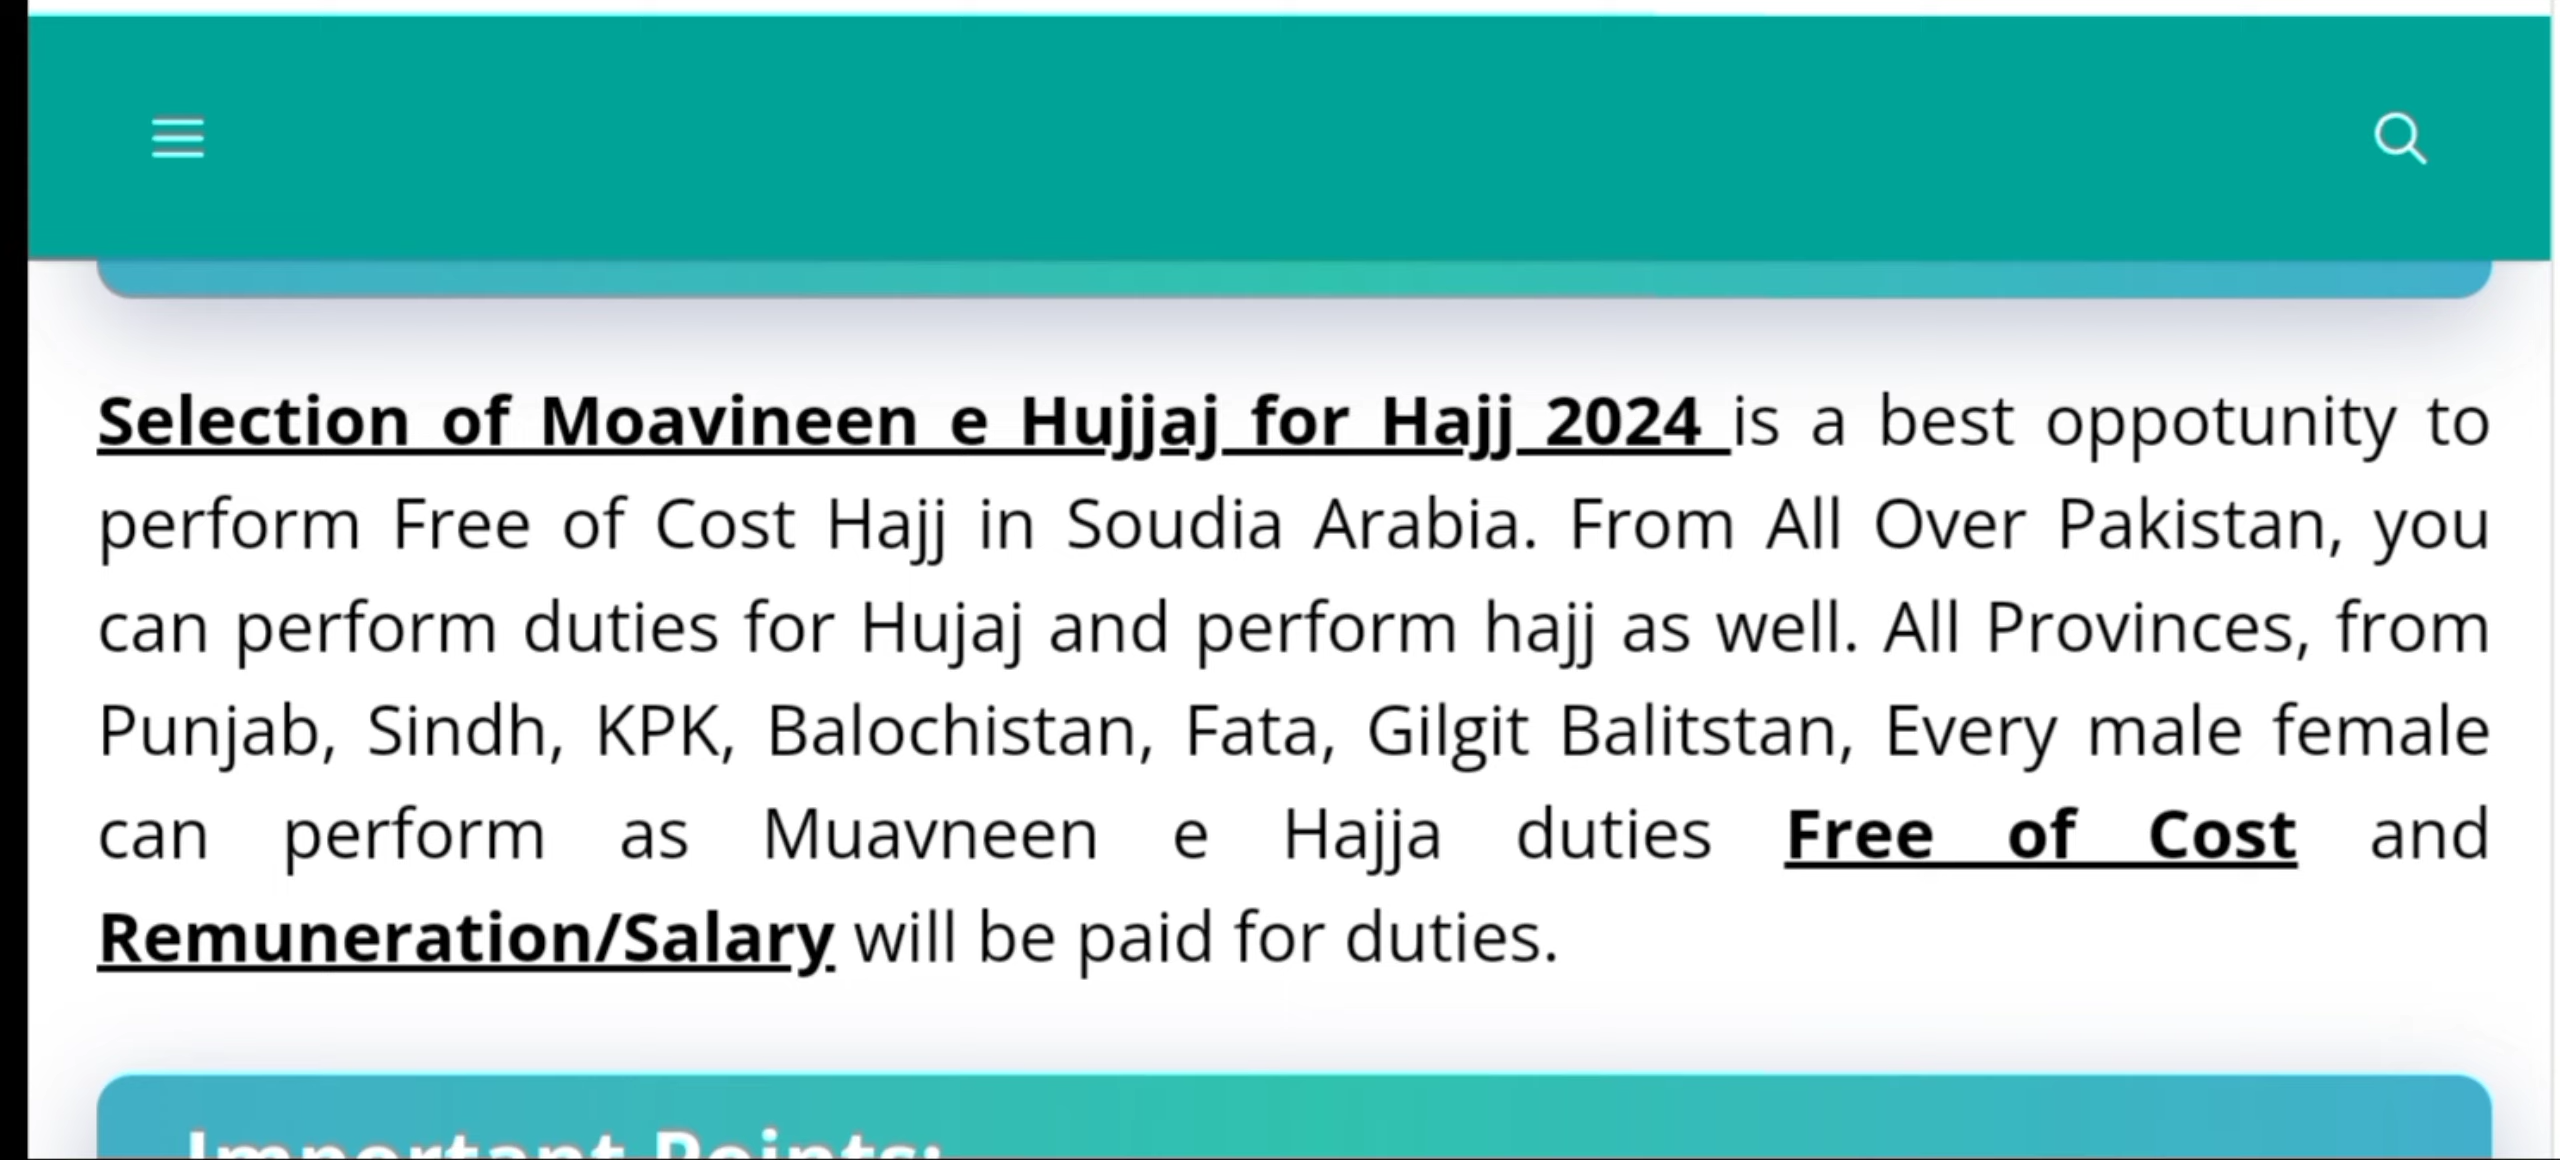 Selection of Moavineen e Hujjaj for Hajj 2024 is a best oppotunity to
perform Free of Cost Hajj in Soudia Arabia. From All Over Pakistan, you
can perform duties for Hujaj and perform hajj as well. All Provinces, from
Punjab, Sindh, KPK, Balochistan, Fata, Gilgit Balitstan, Every male female
can perform as Muavneen e Hajja duties Free of Cost and
Remuneration/Salary will be paid for duties.
Important Points: